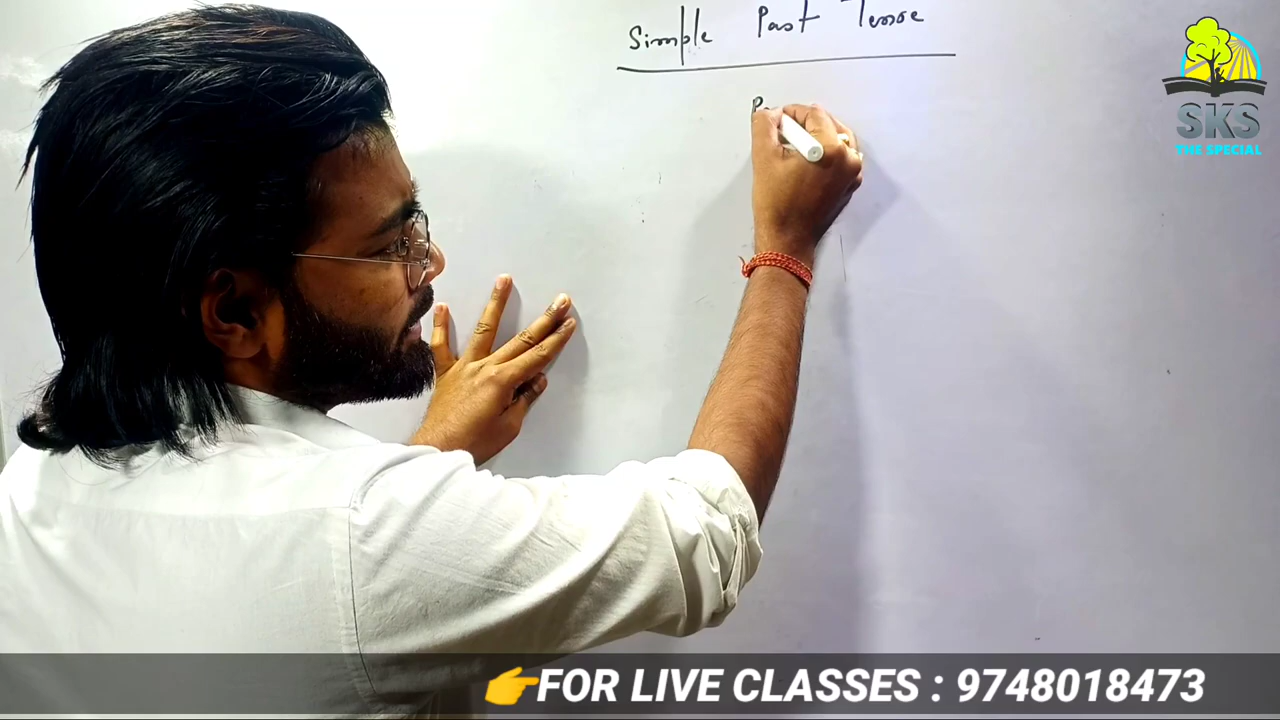 Simple Past Tense
SKS
THE SPECIAL
👉FOR LIVE CLASSES : 9748018473